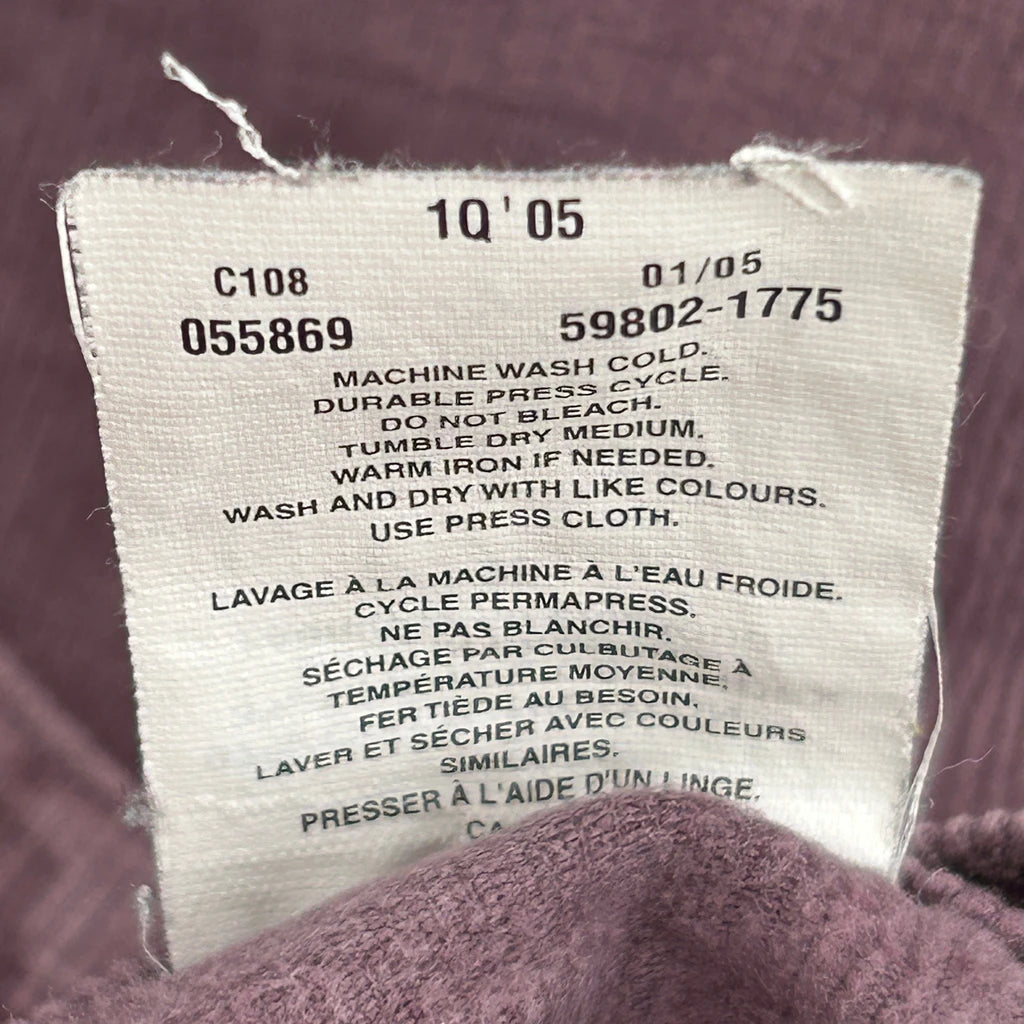 1Q '05
C108 01/05
055869 59802-1775
MACHINE WASH COLD.
DURABLE PRESS CYCLE.
DO NOT BLEACH.
TUMBLE DRY MEDIUM.
WARM IRON IF NEEDED.
WASH AND DRY WITH LIKE COLOURS.
USE PRESS CLOTH.
LAVAGE À LA MACHINE À L'EAU FROIDE.
CYCLE PERMAPRESS.
NE PAS BLANCHIR.
SÉCHAGE PAR CULBUTAGE À
TEMPÉRATURE MOYENNE.
FER TIÈDE AU BESOIN.
LAVER ET SÉCHER AVEC COULEURS
SIMILAIRES.
PRESSER À L'AIDE D'UN LINGE.